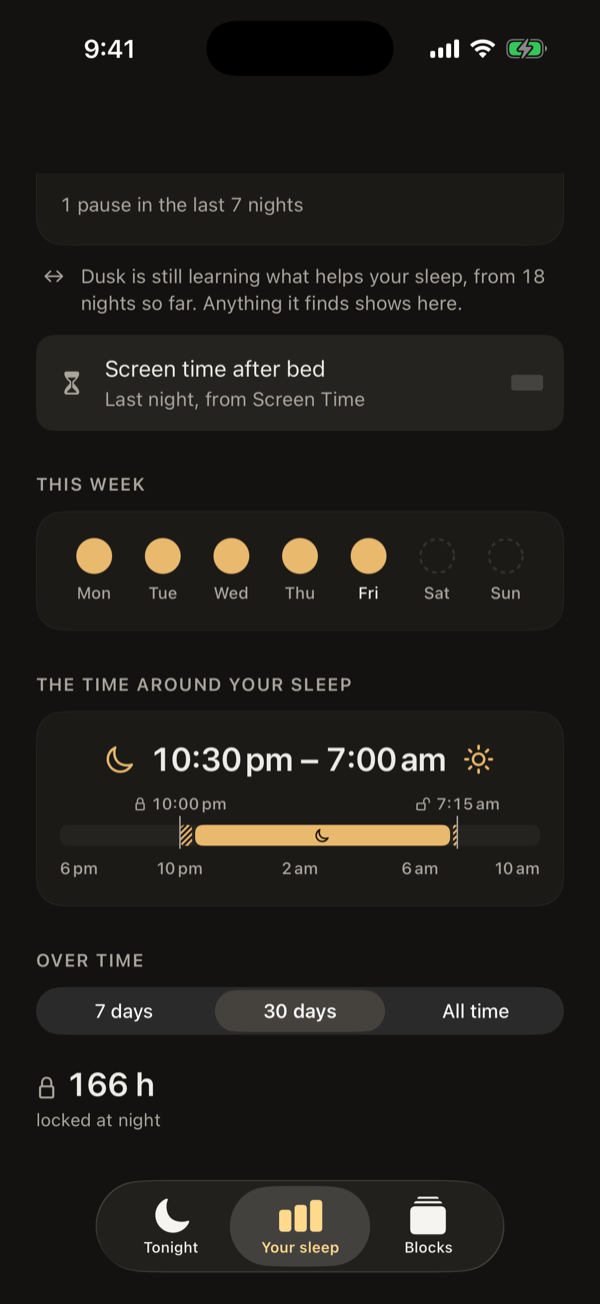 9:41
1 pause in the last 7 nights
Dusk is still learning what helps your sleep, from 18
nights so far. Anything it finds shows here.
Screen time after bed
Last night, from Screen Time
THIS WEEK
Mon Tue Wed Thu Fri Sat Sun
THE TIME AROUND YOUR SLEEP
10:30 pm – 7:00 am
10:00 pm 7:15 am
6 pm 10 pm 2 am 6 am 10 am
OVER TIME
7 days 30 days All time
166 h
locked at night
Tonight Your sleep Blocks